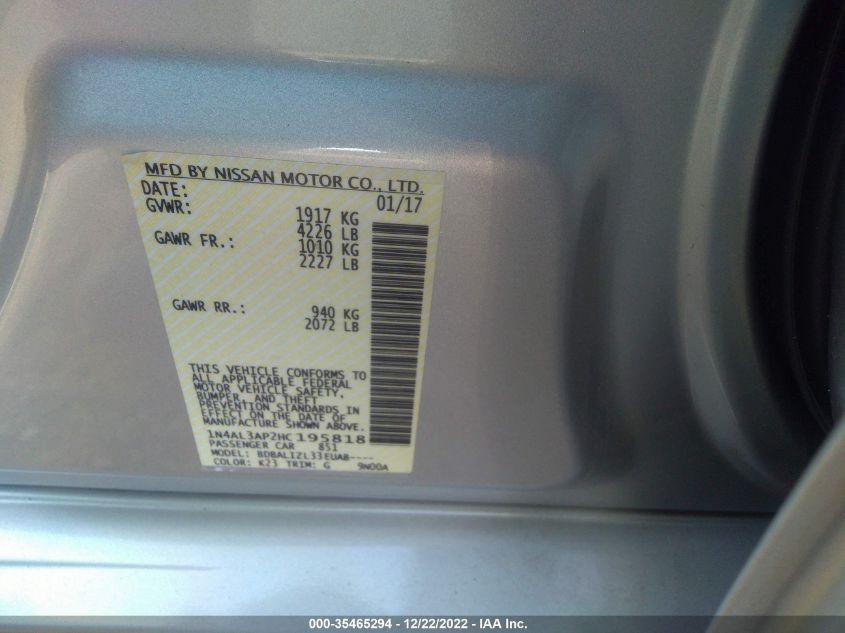 MFD BY NISSAN MOTOR CO., LTD.
DATE: 01/17
GVWR: 1917 KG
4226 LB
GAWR FR.: 1010 KG
2227 LB
GAWR RR.: 940 KG
2072 LB
THIS VEHICLE CONFORMS TO
ALL APPLICABLE FEDERAL
MOTOR VEHICLE SAFETY,
BUMPER, AND THEFT
PREVENTION STANDARDS IN
EFFECT ON THE DATE OF
MANUFACTURE SHOWN ABOVE.
1N4AL3AP2HC195818
PASSENGER CAR 851
MODEL: BDBALIZL33EUAB----
COLOR: K23 TRIM: G 9N00A
000-35465294 - 12/22/2022 - IAA Inc.